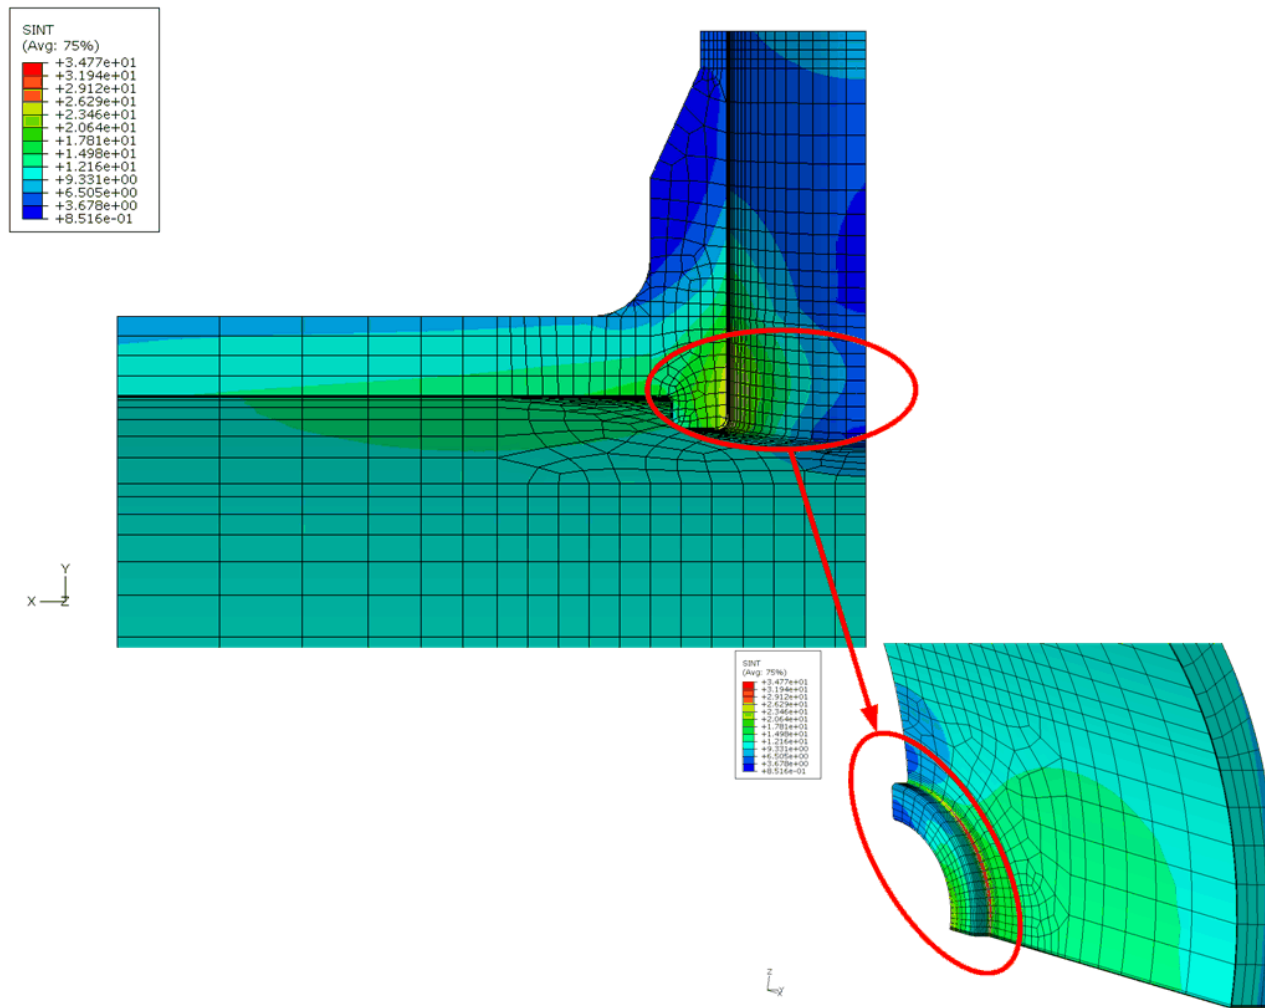 SINT
(Avg: 75%)
+3.477e+01
+3.194e+01
+2.912e+01
+2.629e+01
+2.346e+01
+2.064e+01
+1.781e+01
+1.498e+01
+1.216e+01
+9.331e+00
+6.505e+00
+3.678e+00
+8.516e-01
Y
X
Z
SINT
(Avg: 75%)
+3.477e+01
+3.194e+01
+2.912e+01
+2.629e+01
+2.346e+01
+2.064e+01
+1.781e+01
+1.498e+01
+1.216e+01
+9.331e+00
+6.505e+00
+3.678e+00
+8.516e-01
Z
X
Y